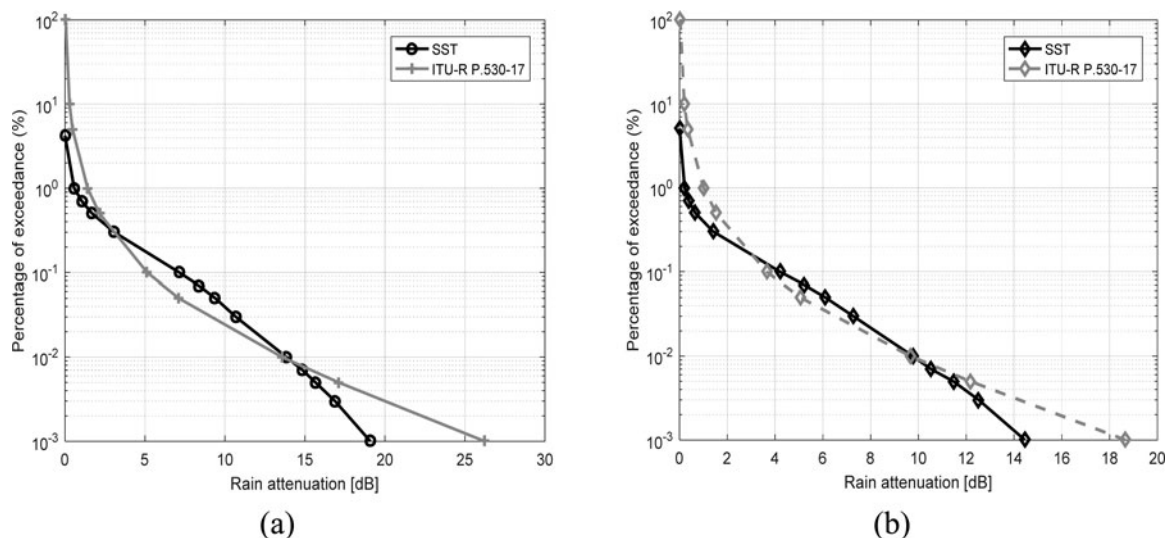 10^2
10^1
10^0
10^-1
10^-2
10^-3
Percentage of exceedance (%)
SST
ITU-R P.530-17
0 5 10 15 20 25 30
Rain attenuation [dB]
(a)
10^2
10^1
10^0
10^-1
10^-2
10^-3
Percentage of exceedance (%)
SST
ITU-R P.530-17
0 2 4 6 8 10 12 14 16 18 20
Rain attenuation [dB]
(b)